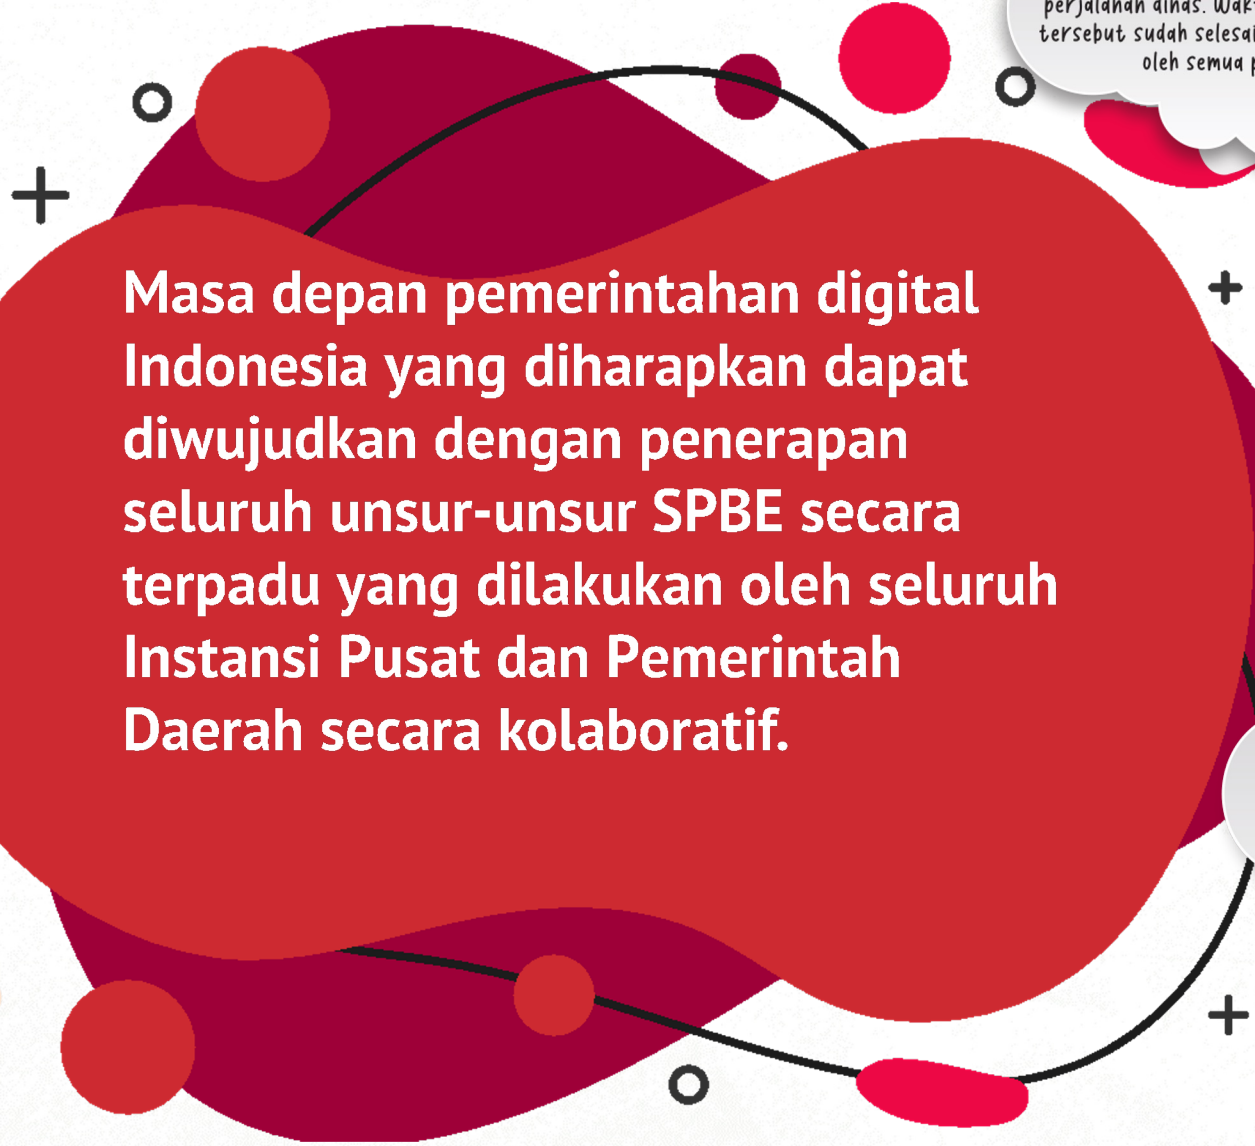 perjalanan dinas.
tersebut sudah selesai
oleh semua
Masa depan pemerintahan digital
Indonesia yang diharapkan dapat
diwujudkan dengan penerapan
seluruh unsur-unsur SPBE secara
terpadu yang dilakukan oleh seluruh
Instansi Pusat dan Pemerintah
Daerah secara kolaboratif.